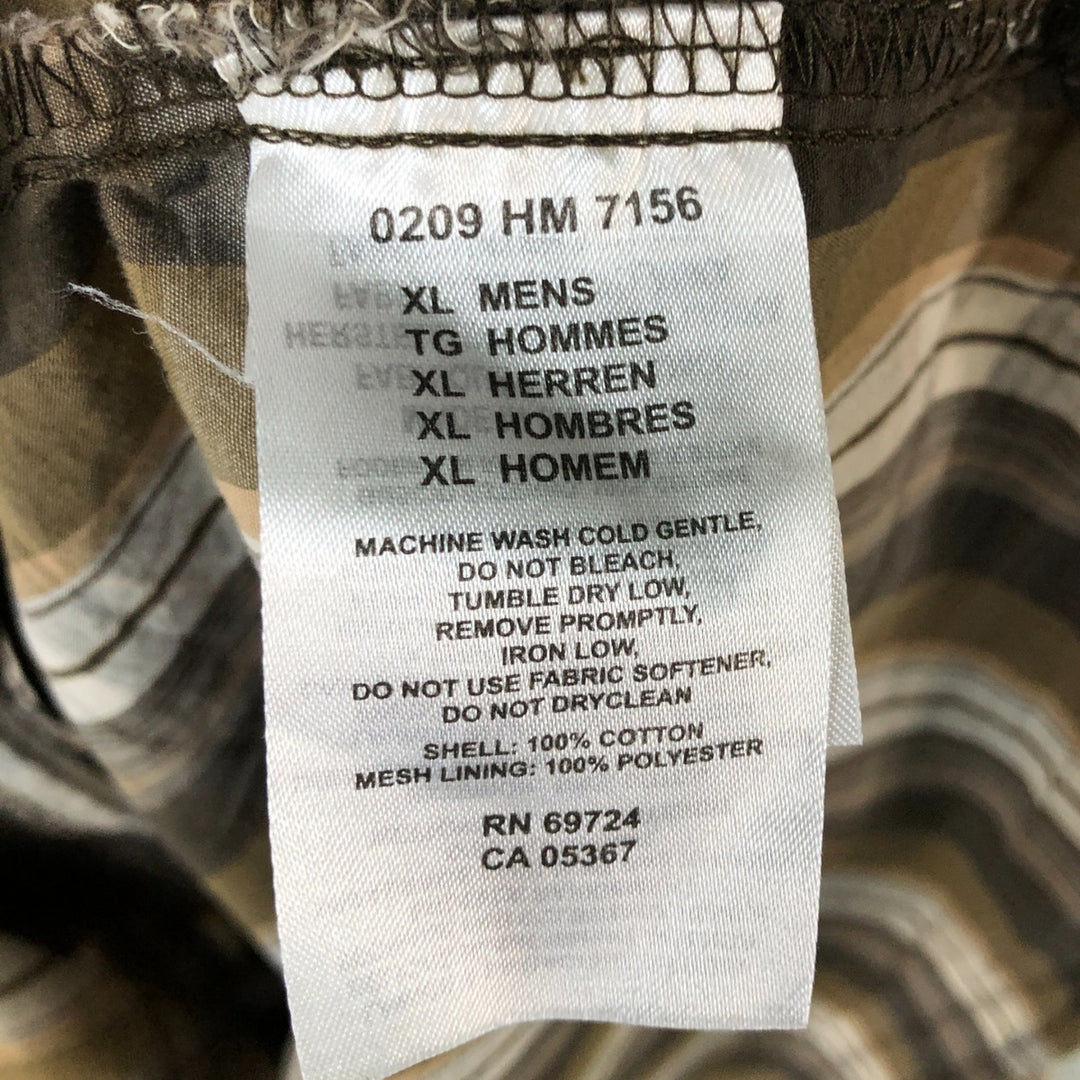 0209 HM 7156
XL MENS
TG HOMMES
XL HERREN
XL HOMBRES
XL HOMEM
MACHINE WASH COLD GENTLE,
DO NOT BLEACH,
TUMBLE DRY LOW,
REMOVE PROMPTLY,
IRON LOW,
DO NOT USE FABRIC SOFTENER,
DO NOT DRYCLEAN
SHELL: 100% COTTON
MESH LINING: 100% POLYESTER
RN 69724
CA 05367